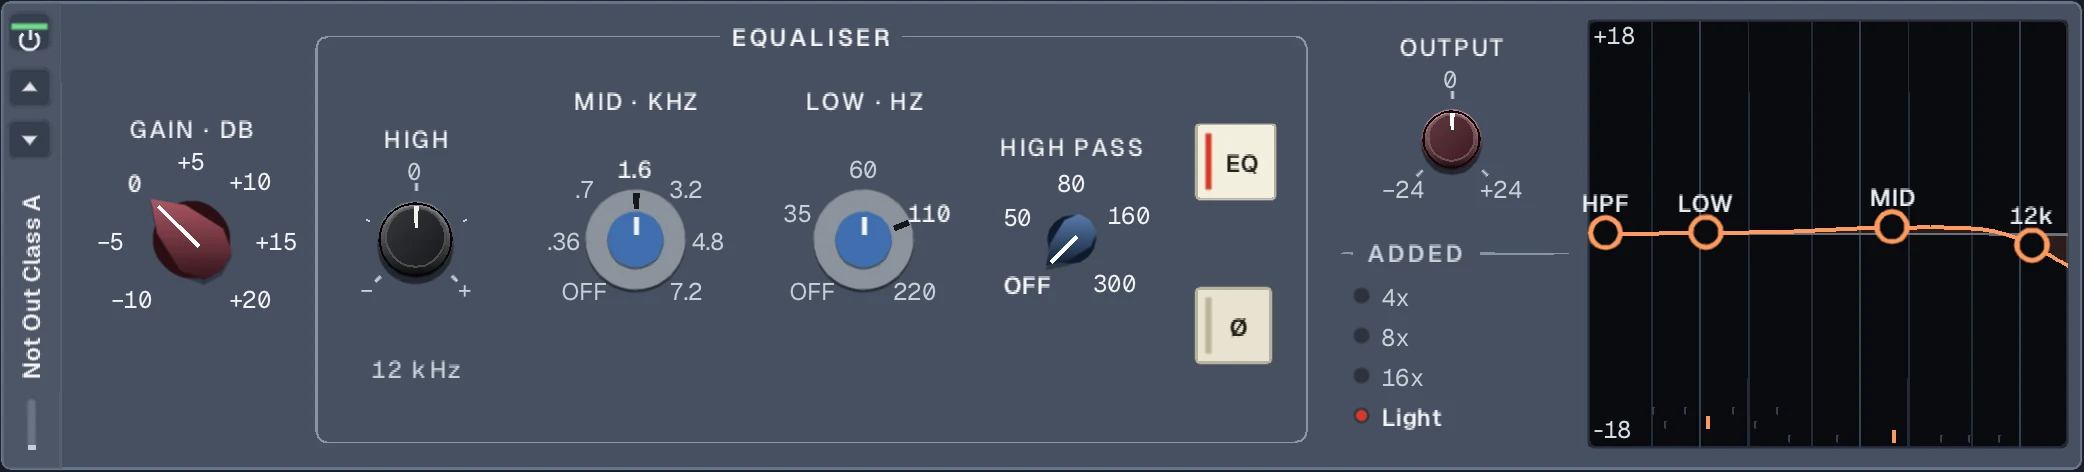 Not Out Class A
GAIN · DB
-10
-5
0
+5
+10
+15
+20
EQUALISER
HIGH
0
- +
12 kHz
MID · KHZ
OFF
.36
.7
1.6
3.2
4.8
7.2
LOW · HZ
OFF
35
60
110
220
HIGH PASS
OFF
50
80
160
300
EQ
Ø
OUTPUT
0
-24 +24
ADDED
4x
8x
16x
Light
+18
HPF LOW MID 12k
-18